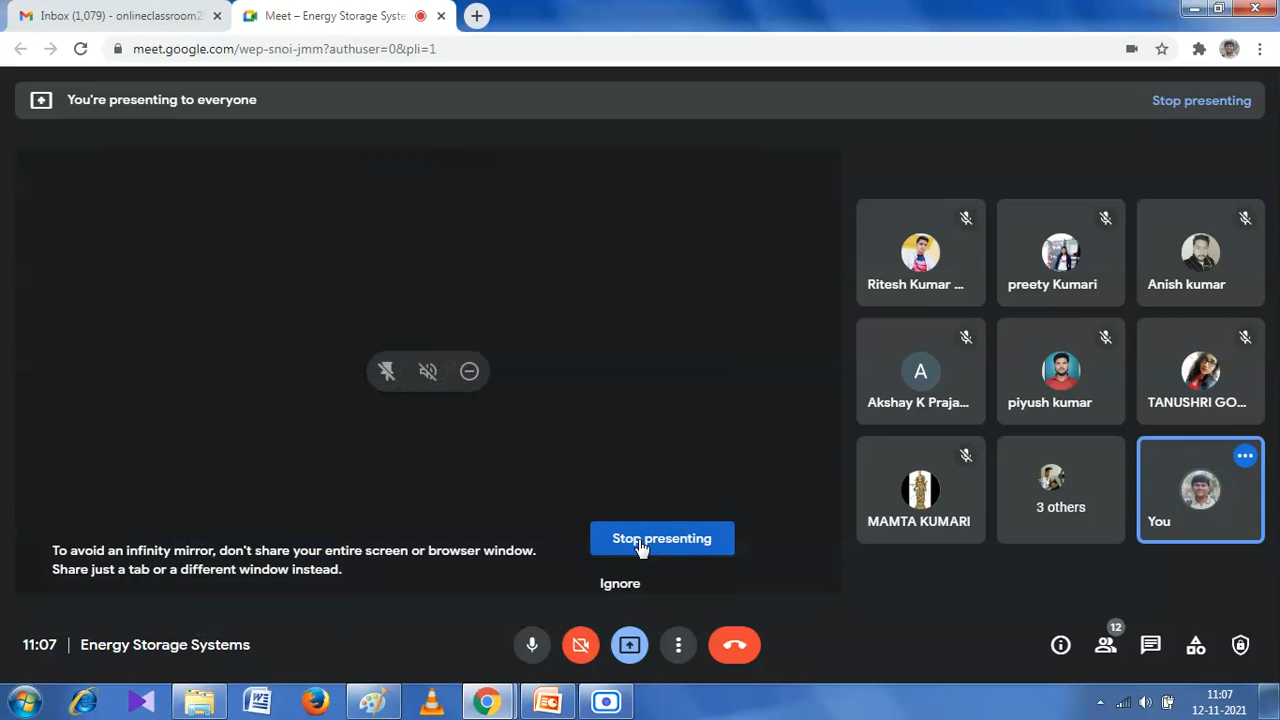 Inbox (1,079) - onlineclassroom2
Meet – Energy Storage Syste
meet.google.com/wep-snoi-jmm?authuser=0&pli=1
You're presenting to everyone
Stop presenting
Ritesh Kumar ...
preety Kumari
Anish kumar
A
Akshay K Praja...
piyush kumar
TANUSHRI GO...
MAMTA KUMARI
3 others
You
To avoid an infinity mirror, don't share your entire screen or browser window.
Share just a tab or a different window instead.
Stop presenting
Ignore
11:07 | Energy Storage Systems
12
11:07
12-11-2021